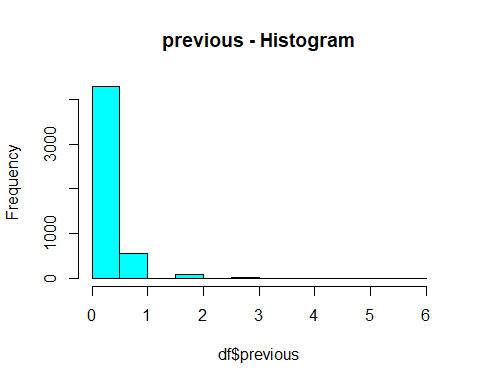 previous - Histogram
Frequency
3000
1000
0
0 1 2 3 4 5 6
df$previous